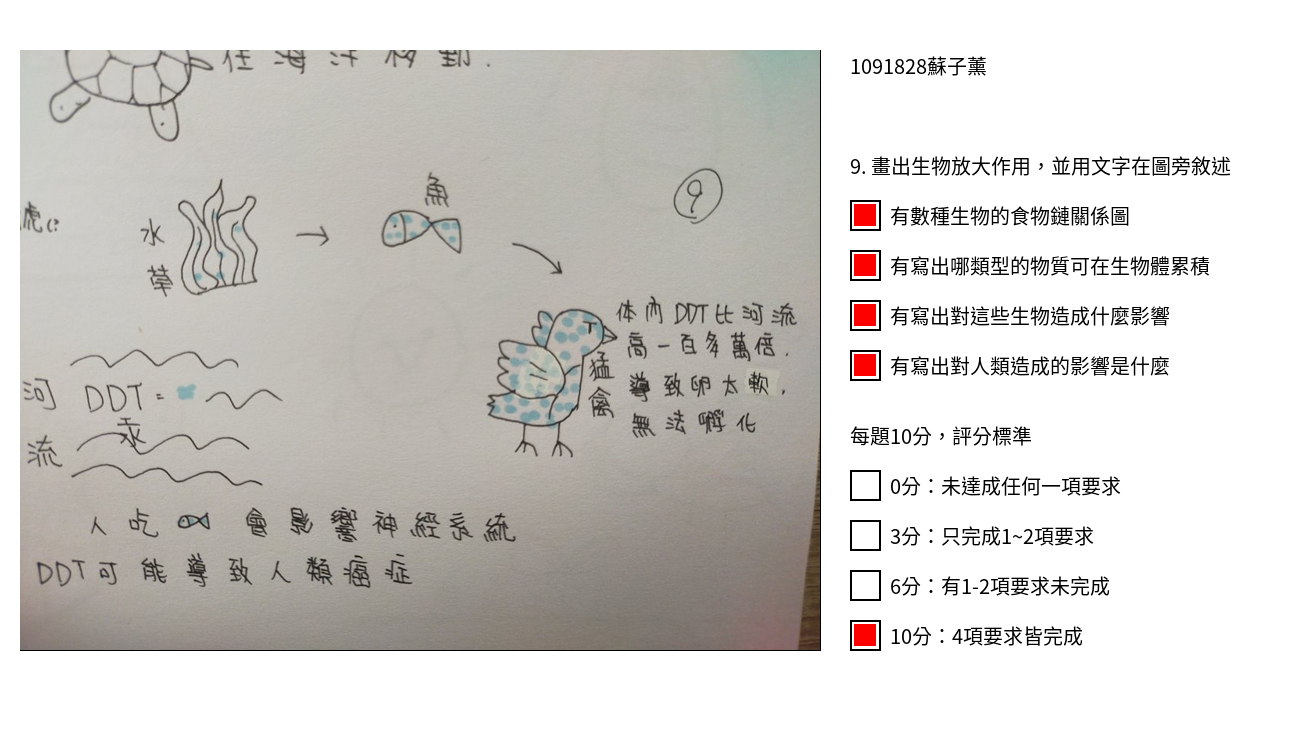 在海洋移動.
魚
9
虎
水草
体內DDT比河流
高一百多萬倍,
導致卵太軟,
無法孵化
猛禽
河流
DDT=
汞
人吃 會影響神經系統
DDT可能導致人類癌症
1091828蘇子薰
9. 畫出生物放大作用，並用文字在圖旁敘述
有數種生物的食物鏈關係圖
有寫出哪類型的物質可在生物體累積
有寫出對這些生物造成什麼影響
有寫出對人類造成的影響是什麼
每題10分，評分標準
0分：未達成任何一項要求
3分：只完成1~2項要求
6分：有1-2項要求未完成
10分：4項要求皆完成